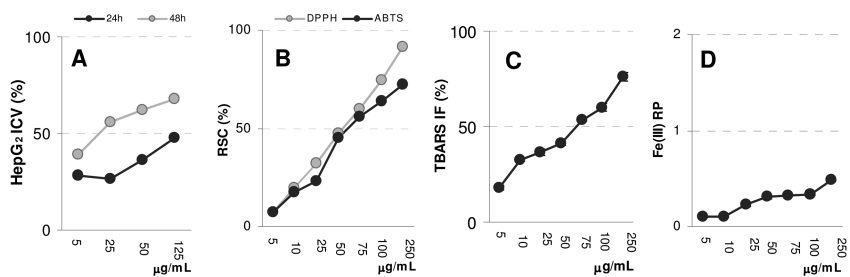 24h 48h
A
HepG2 ICV (%)
100
50
0
5 25 50 125
µg/mL
DPPH ABTS
B
RSC (%)
100
50
0
5 10 25 50 75 100 250
µg/mL
C
TBARS IF (%)
100
50
0
5 10 25 50 75 100 250
µg/mL
D
Fe(III) RP
2
1
0
5 10 25 50 75 100 250
µg/mL